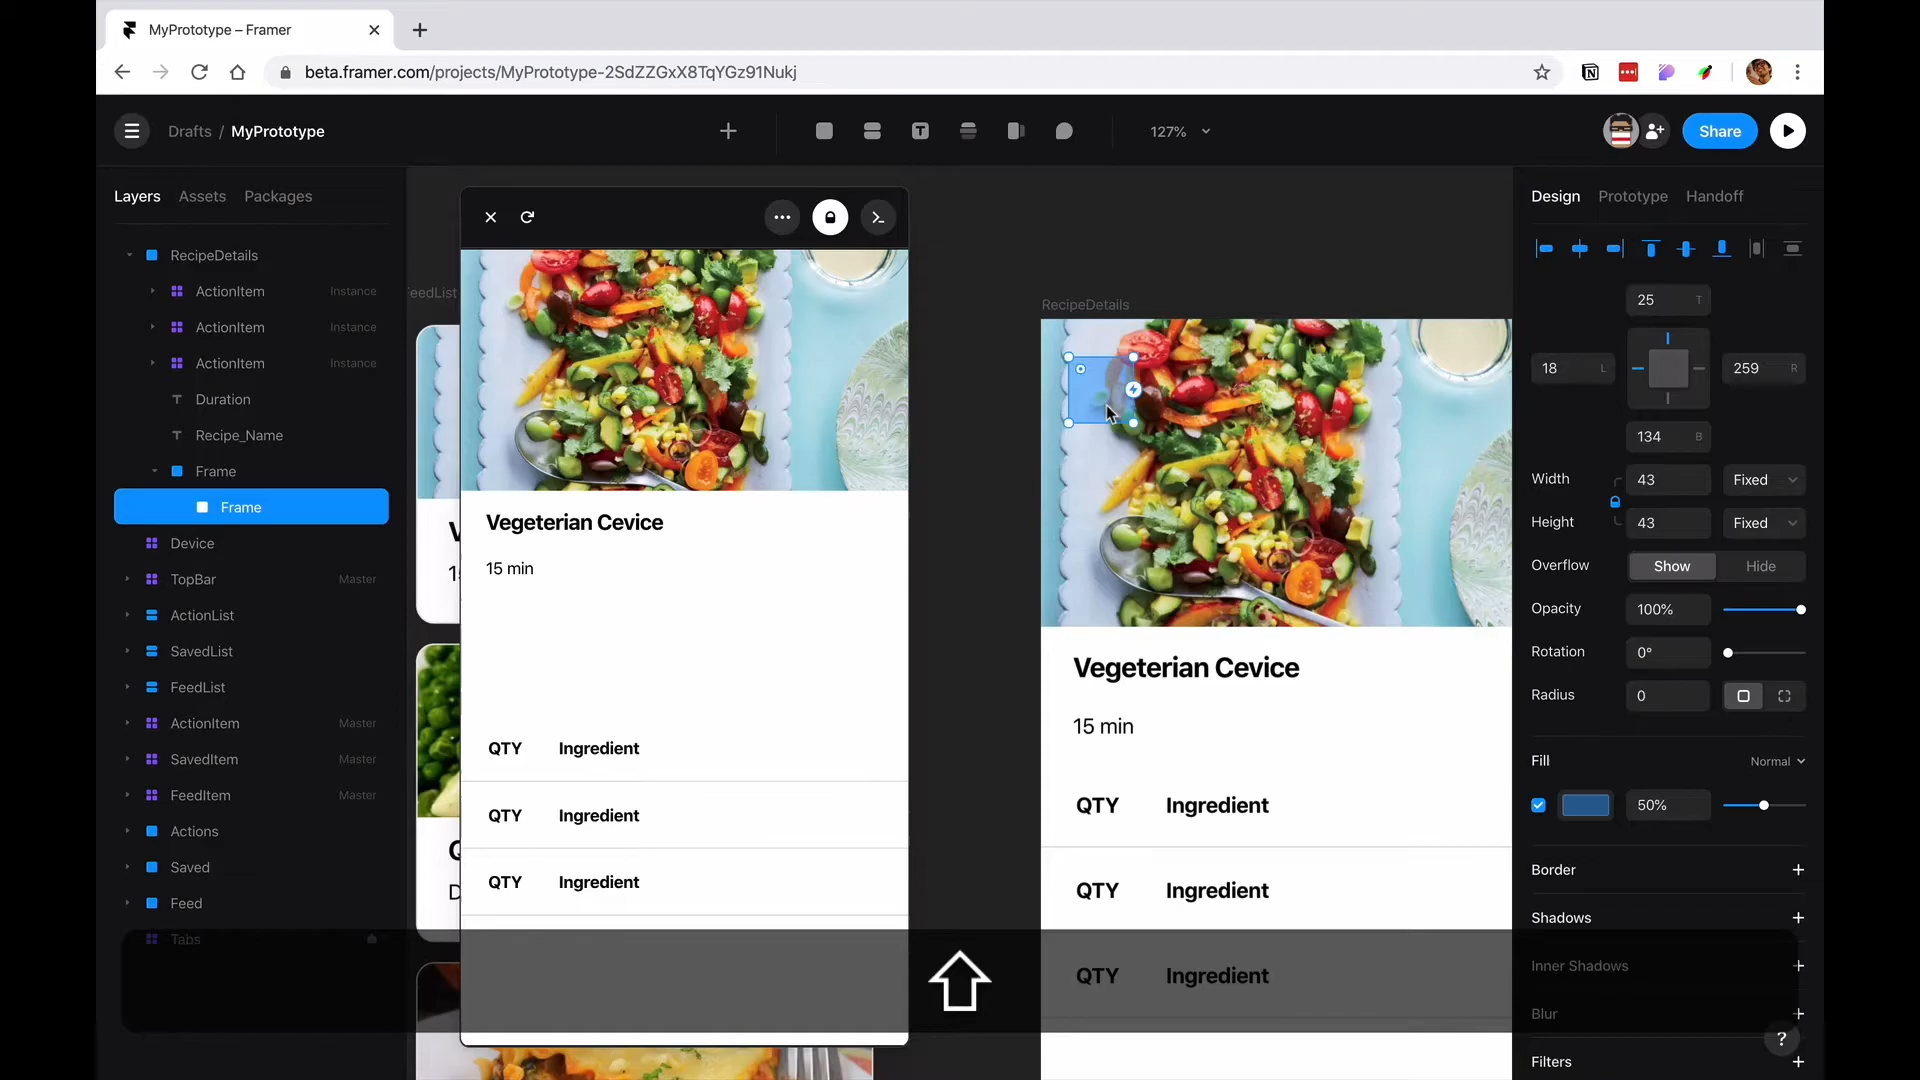 MyPrototype – Framer
beta.framer.com/projects/MyPrototype-2SdZZGxX8TqYGz91Nukj
Drafts / MyPrototype
127%
Share
Layers Assets Packages
RecipeDetails
ActionItem Instance
ActionItem Instance
ActionItem Instance
Duration
Recipe_Name
Frame
Frame
Device
TopBar Master
ActionList
SavedList
FeedList
ActionItem Master
SavedItem Master
FeedItem Master
Actions
Saved
Feed
Tabs
eedList
Vegeterian Cevice
15 min
QTY Ingredient
QTY Ingredient
QTY Ingredient
RecipeDetails
Vegeterian Cevice
15 min
QTY Ingredient
QTY Ingredient
QTY Ingredient
Design Prototype Handoff
25 T
18 L
259 R
134 B
Width 43 Fixed
Height 43 Fixed
Overflow Show Hide
Opacity 100%
Rotation 0°
Radius 0
Fill Normal
50%
Border
Shadows
Inner Shadows
Blur
Filters
?